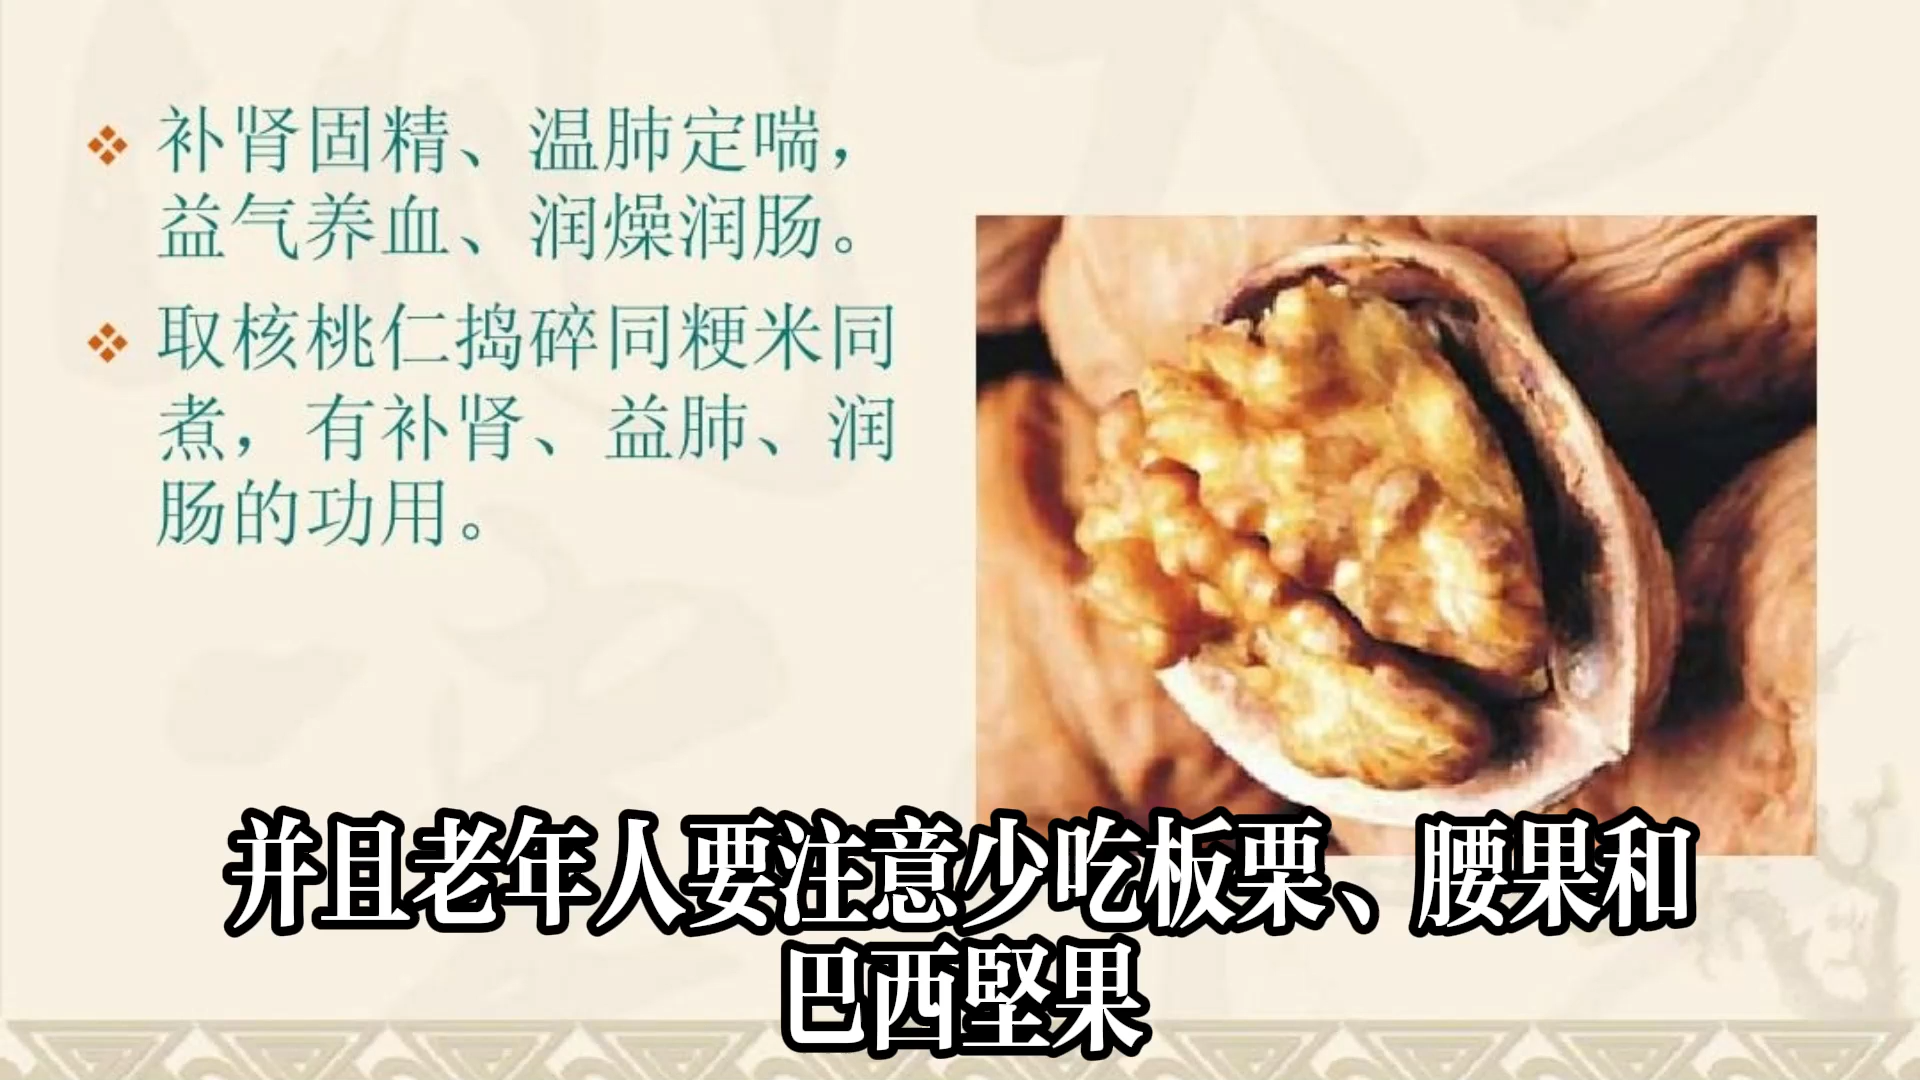 补肾固精、温肺定喘，
益气养血、润燥润肠。
取核桃仁捣碎同粳米同
煮，有补肾、益肺、润
肠的功用。
并且老年人要注意少吃板栗、腰果和
巴西堅果